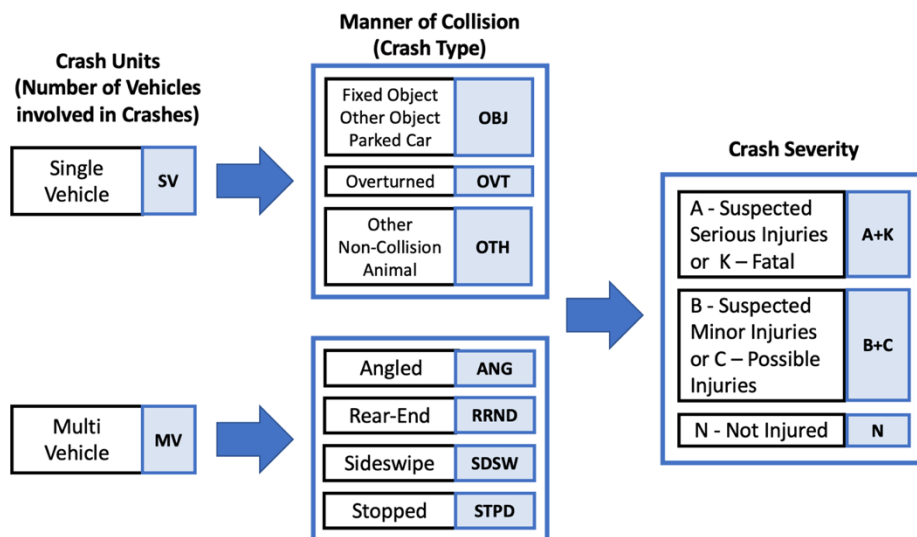 Crash Units
(Number of Vehicles
involved in Crashes)
Single
Vehicle
SV
Multi
Vehicle
MV
Manner of Collision
(Crash Type)
Fixed Object
Other Object
Parked Car
OBJ
Overturned
OVT
Other
Non-Collision
Animal
OTH
Angled
ANG
Rear-End
RRND
Sideswipe
SDSW
Stopped
STPD
Crash Severity
A - Suspected
Serious Injuries
or K – Fatal
A+K
B - Suspected
Minor Injuries
or C – Possible
Injuries
B+C
N - Not Injured
N